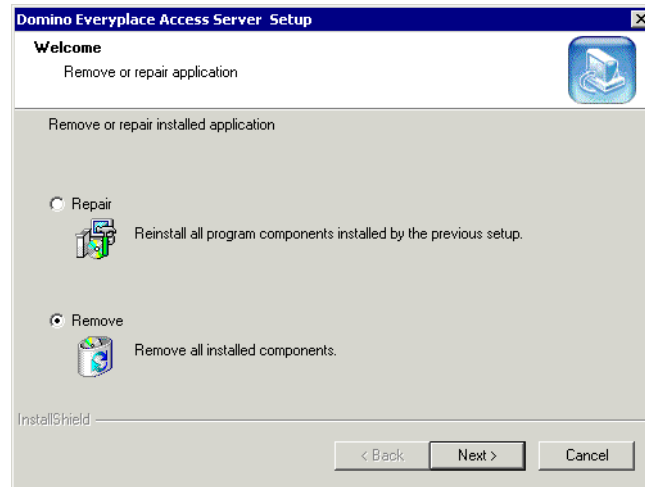 Domino Everyplace Access Server Setup
Welcome
Remove or repair application
Remove or repair installed application
Repair
Reinstall all program components installed by the previous setup.
Remove
Remove all installed components.
InstallShield
< Back Next > Cancel